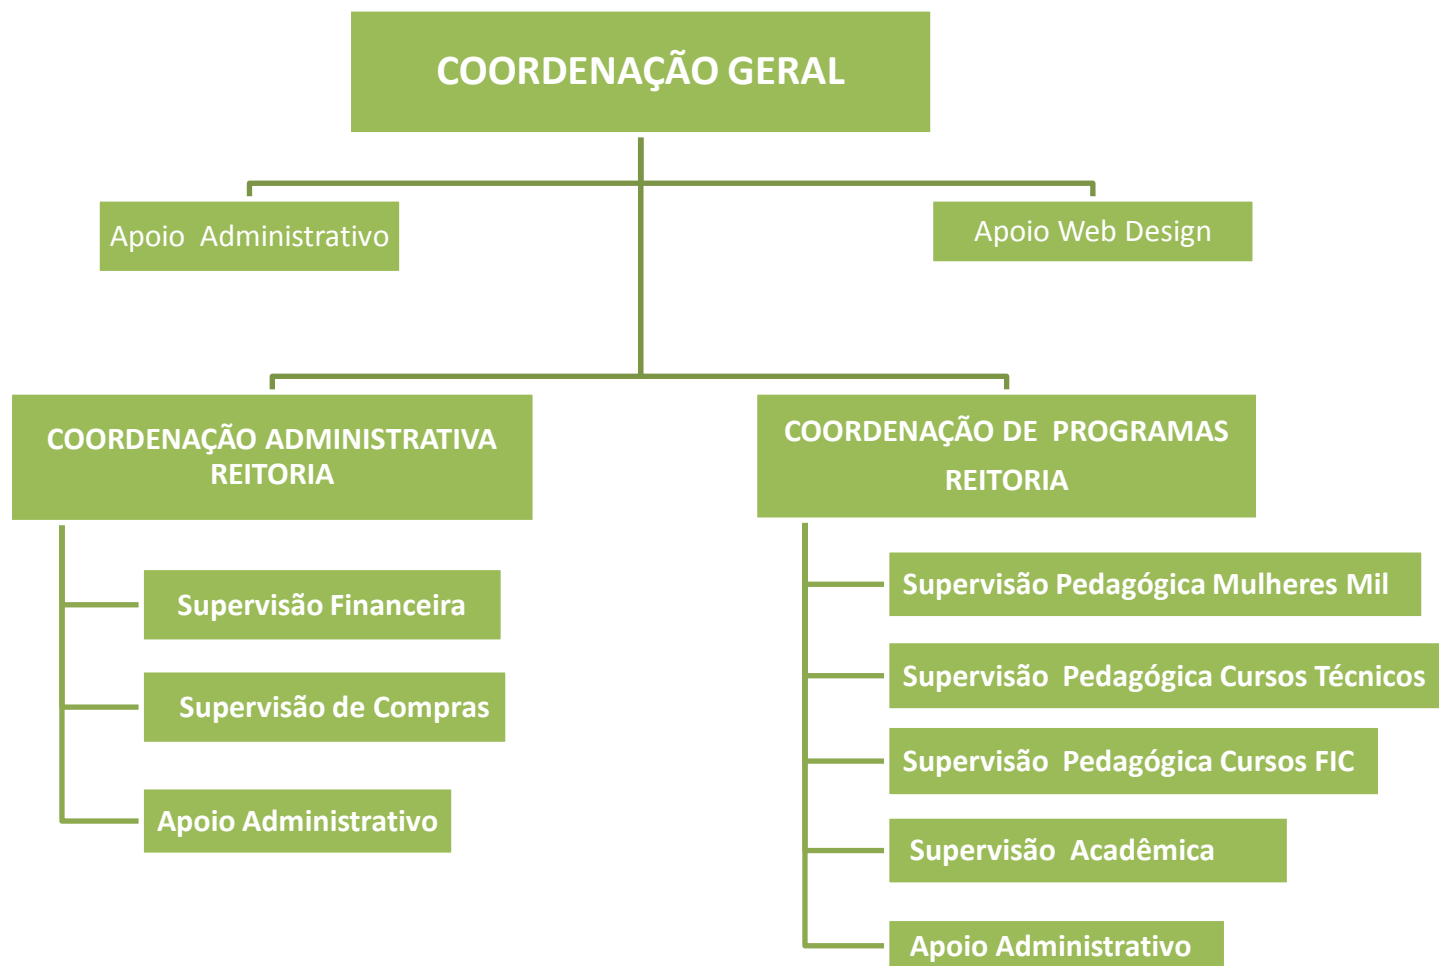 COORDENAÇÃO GERAL
Apoio  Administrativo
Apoio Web Design
COORDENAÇÃO ADMINISTRATIVA
REITORIA
Supervisão Financeira
Supervisão de Compras
Apoio Administrativo
COORDENAÇÃO DE  PROGRAMAS
REITORIA
Supervisão Pedagógica Mulheres Mil
Supervisão  Pedagógica Cursos Técnicos
Supervisão  Pedagógica Cursos FIC
Supervisão  Acadêmica
Apoio Administrativo